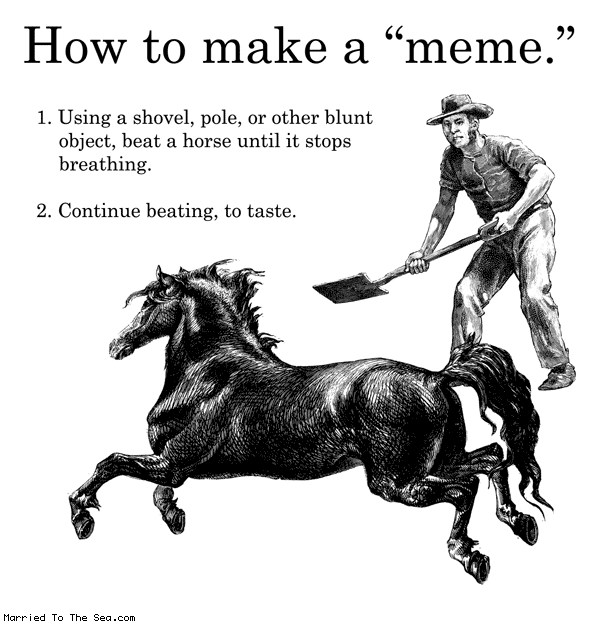 How to make a “meme.”
1. Using a shovel, pole, or other blunt
object, beat a horse until it stops
breathing.
2. Continue beating, to taste.
Married To The Sea.com